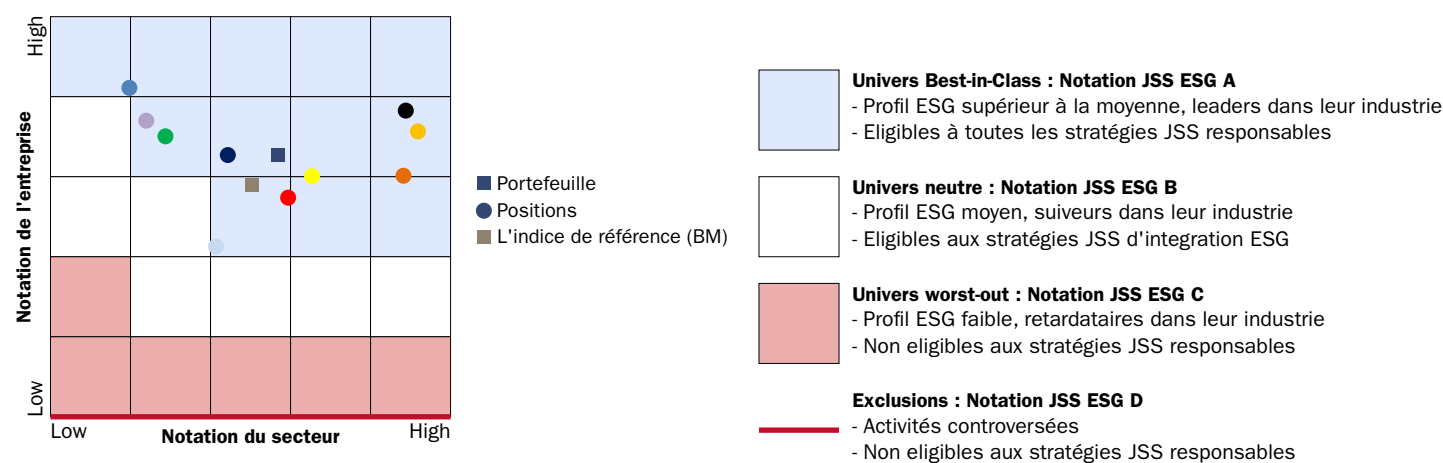 High
Notation de l'entreprise
Low
Low
Notation du secteur
High
Portefeuille
Positions
L'indice de référence (BM)
Univers Best-in-Class : Notation JSS ESG A
- Profil ESG supérieur à la moyenne, leaders dans leur industrie
- Eligibles à toutes les stratégies JSS responsables
Univers neutre : Notation JSS ESG B
- Profil ESG moyen, suiveurs dans leur industrie
- Eligibles aux stratégies JSS d'integration ESG
Univers worst-out : Notation JSS ESG C
- Profil ESG faible, retardataires dans leur industrie
- Non eligibles aux stratégies JSS responsables
Exclusions : Notation JSS ESG D
- Activités controversées
- Non eligibles aux stratégies JSS responsables